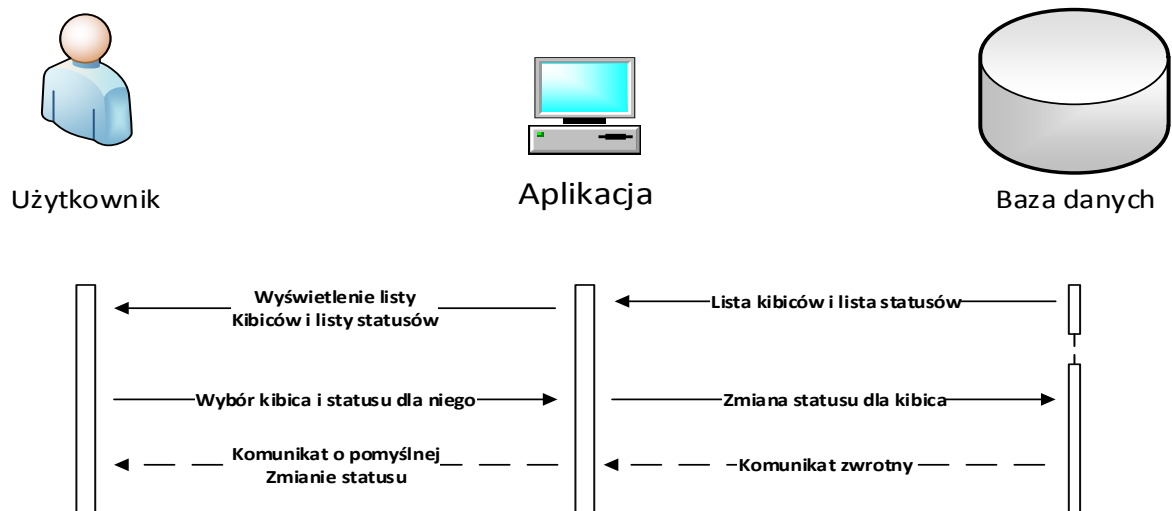 Użytkownik
Aplikacja
Baza danych
Wyświetlenie listy
Kibiców i listy statusów
Lista kibiców i lista statusów
Wybór kibica i statusu dla niego
Zmiana statusu dla kibica
Komunikat o pomyślnej
Zmianie statusu
Komunikat zwrotny